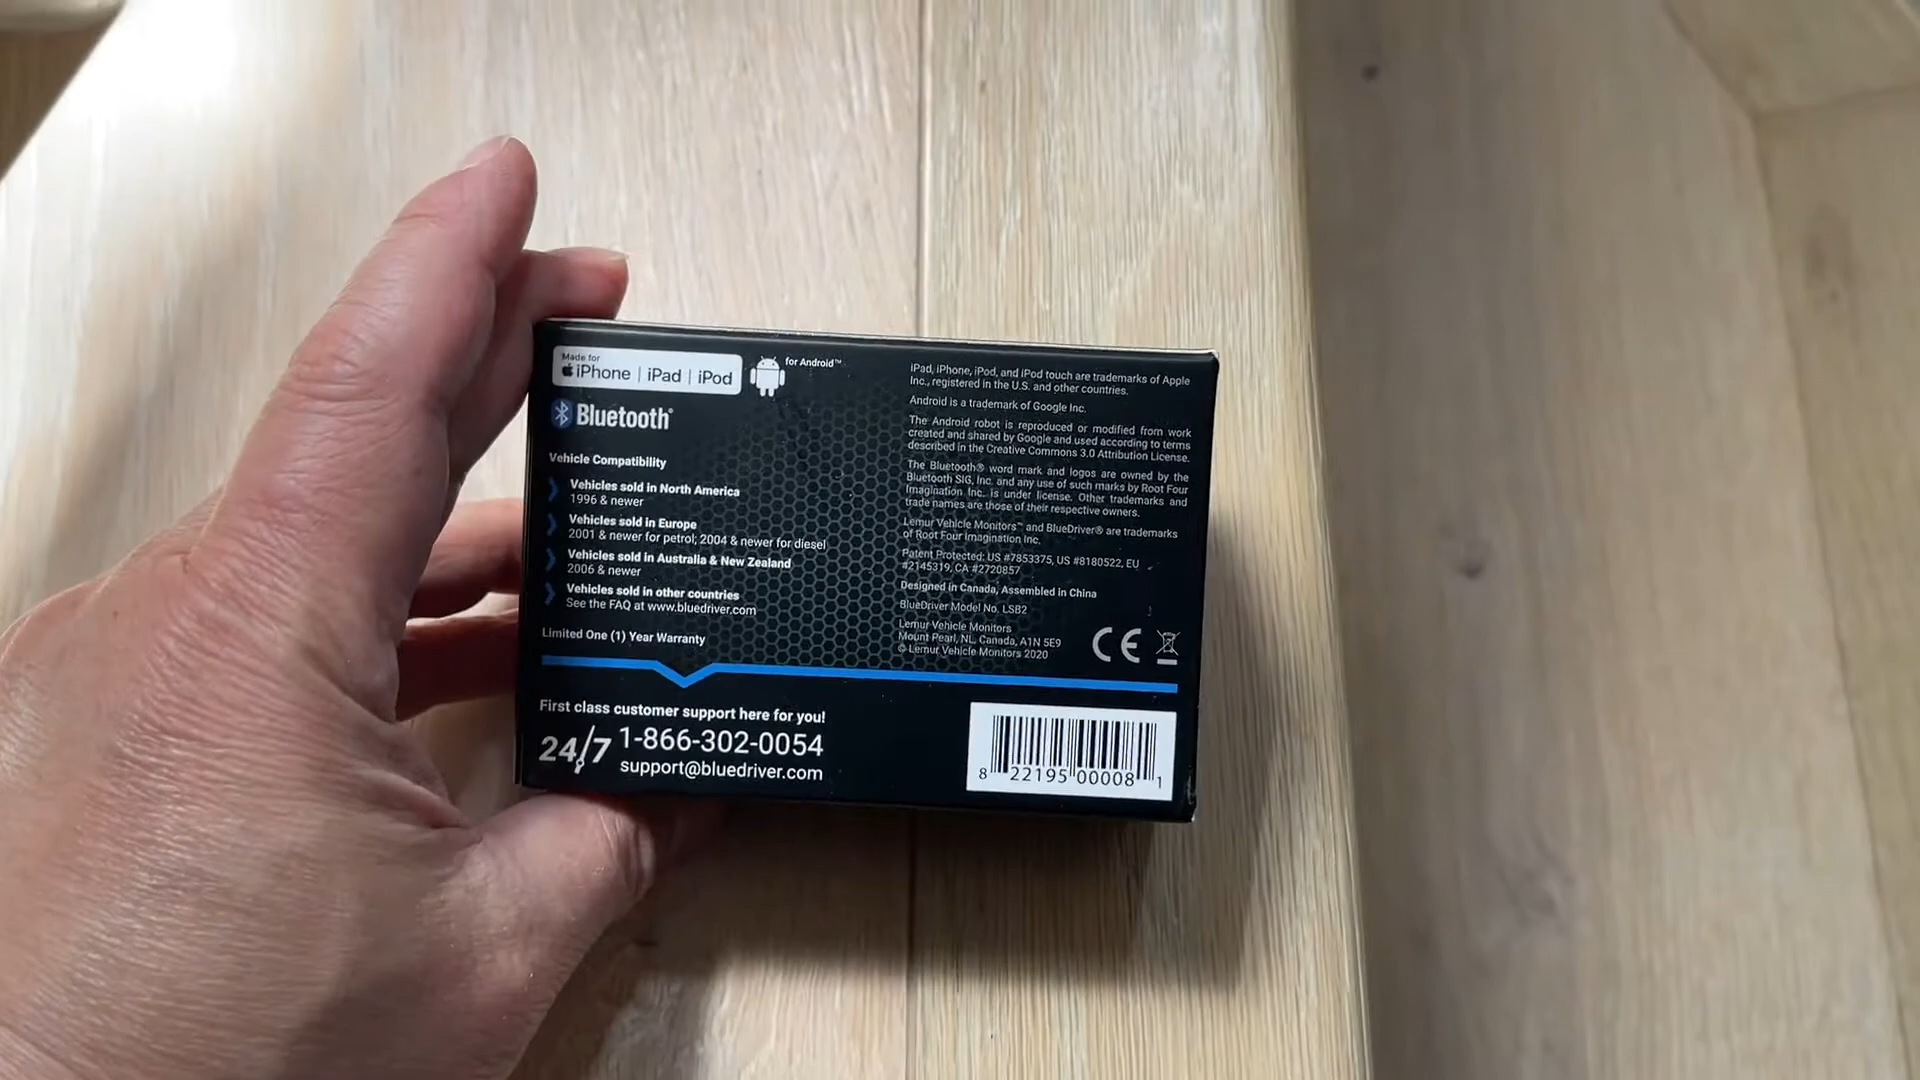 Made for
iPhone | iPad | iPod
for Android™
Bluetooth®
Vehicle Compatibility
Vehicles sold in North America
1996 & newer
Vehicles sold in Europe
2001 & newer for petrol; 2004 & newer for diesel
Vehicles sold in Australia & New Zealand
2006 & newer
Vehicles sold in other countries
See the FAQ at www.bluedriver.com
Limited One (1) Year Warranty
iPad, iPhone, iPod, and iPod touch are trademarks of Apple
Inc., registered in the U.S. and other countries.
Android is a trademark of Google Inc.
The Android robot is reproduced or modified from work
created and shared by Google and used according to terms
described in the Creative Commons 3.0 Attribution License.
The Bluetooth® word mark and logos are owned by the
Bluetooth SIG, Inc. and any use of such marks by Root Four
Imagination Inc. is under license. Other trademarks and
trade names are those of their respective owners.
Lemur Vehicle Monitors™ and BlueDriver® are trademarks
of Root Four Imagination Inc.
Patent Protected: US #7853375, US #8180522, EU
#2145319, CA #2720857
Designed in Canada, Assembled in China
BlueDriver Model No. LSB2
Lemur Vehicle Monitors
Mount Pearl, NL, Canada, A1N 5E9
© Lemur Vehicle Monitors 2020
CE
First class customer support here for you!
24/7 1-866-302-0054
support@bluedriver.com
8 22195 00008 1